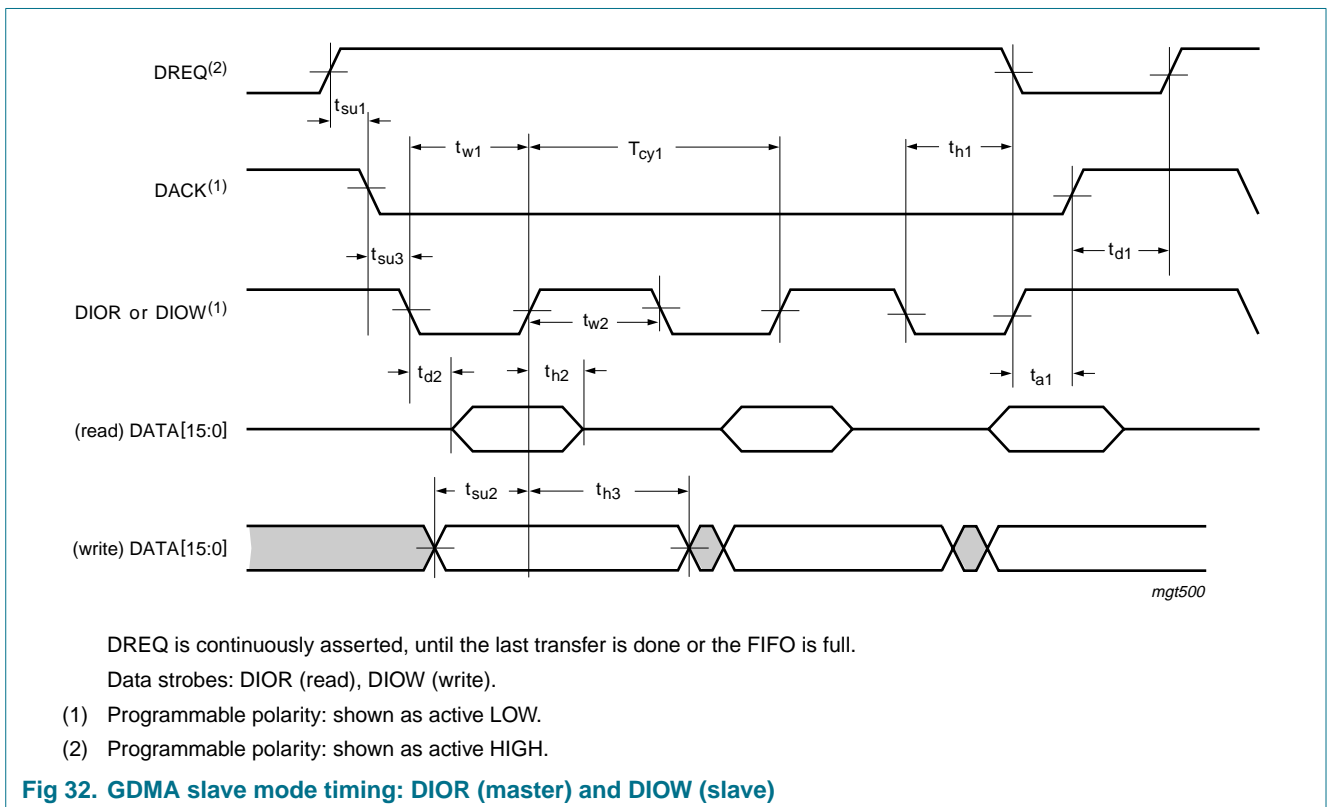 DREQ(2)
tsu1
tw1
Tcy1
th1
DACK(1)
tsu3
td1
DIOR or DIOW(1)
tw2
td2
th2
ta1
(read) DATA[15:0]
tsu2
th3
(write) DATA[15:0]
mgt500
DREQ is continuously asserted, until the last transfer is done or the FIFO is full.
Data strobes: DIOR (read), DIOW (write).
(1) Programmable polarity: shown as active LOW.
(2) Programmable polarity: shown as active HIGH.
Fig 32. GDMA slave mode timing: DIOR (master) and DIOW (slave)